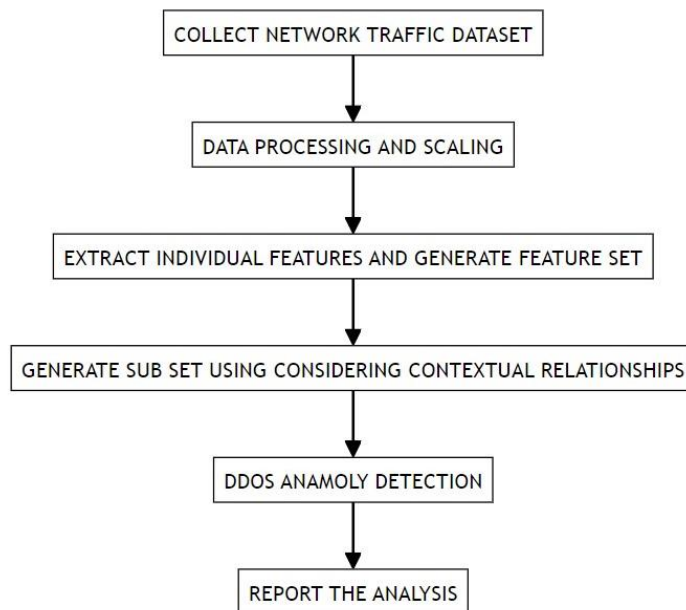 COLLECT NETWORK TRAFFIC DATASET
DATA PROCESSING AND SCALING
EXTRACT INDIVIDUAL FEATURES AND GENERATE FEATURE SET
GENERATE SUB SET USING CONSIDERING CONTEXTUAL RELATIONSHIPS
DDOS ANAMOLY DETECTION
REPORT THE ANALYSIS